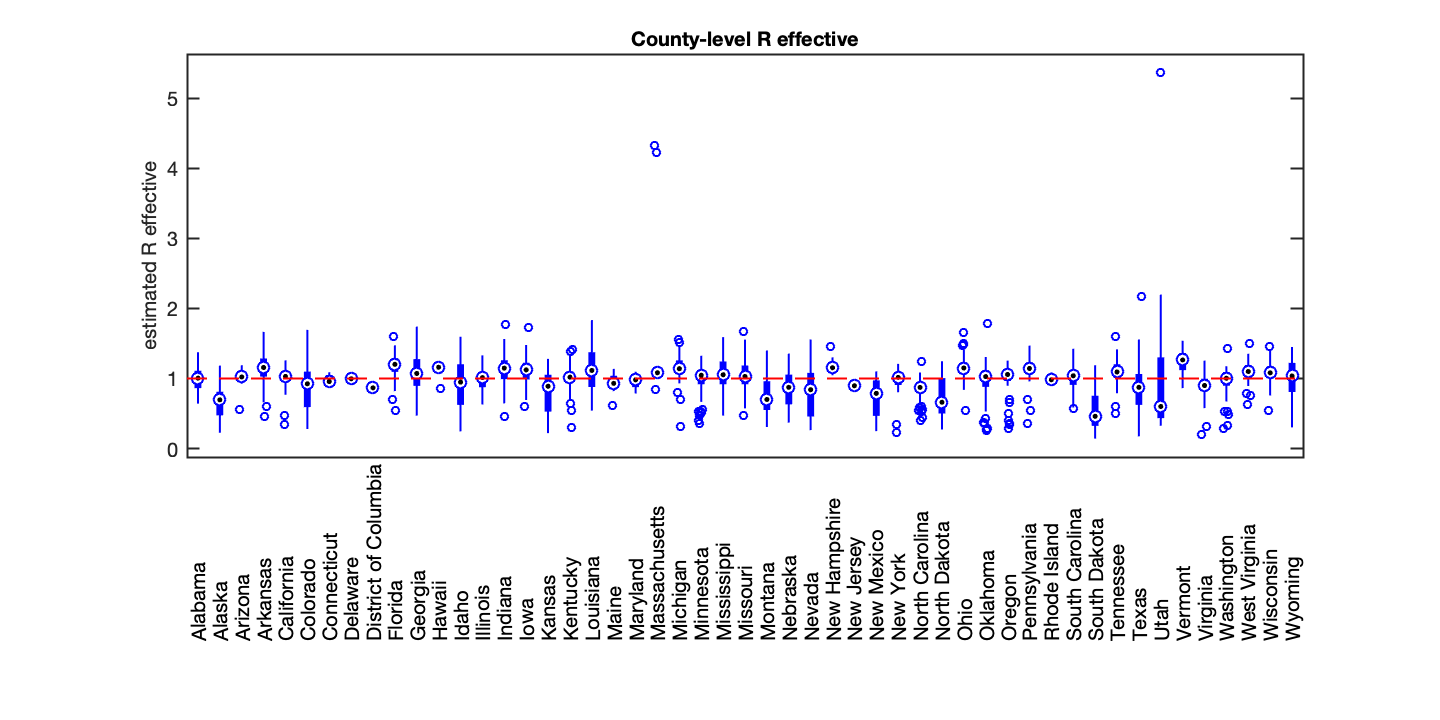 County-level R effective
estimated R effective
5
4
3
2
1
0
Alabama
Alaska
Arizona
Arkansas
California
Colorado
Connecticut
Delaware
District of Columbia
Florida
Georgia
Hawaii
Idaho
Illinois
Indiana
Iowa
Kansas
Kentucky
Louisiana
Maine
Maryland
Massachusetts
Michigan
Minnesota
Mississippi
Missouri
Montana
Nebraska
Nevada
New Hampshire
New Jersey
New Mexico
New York
North Carolina
North Dakota
Ohio
Oklahoma
Oregon
Pennsylvania
Rhode Island
South Carolina
South Dakota
Tennessee
Texas
Utah
Vermont
Virginia
Washington
West Virginia
Wisconsin
Wyoming